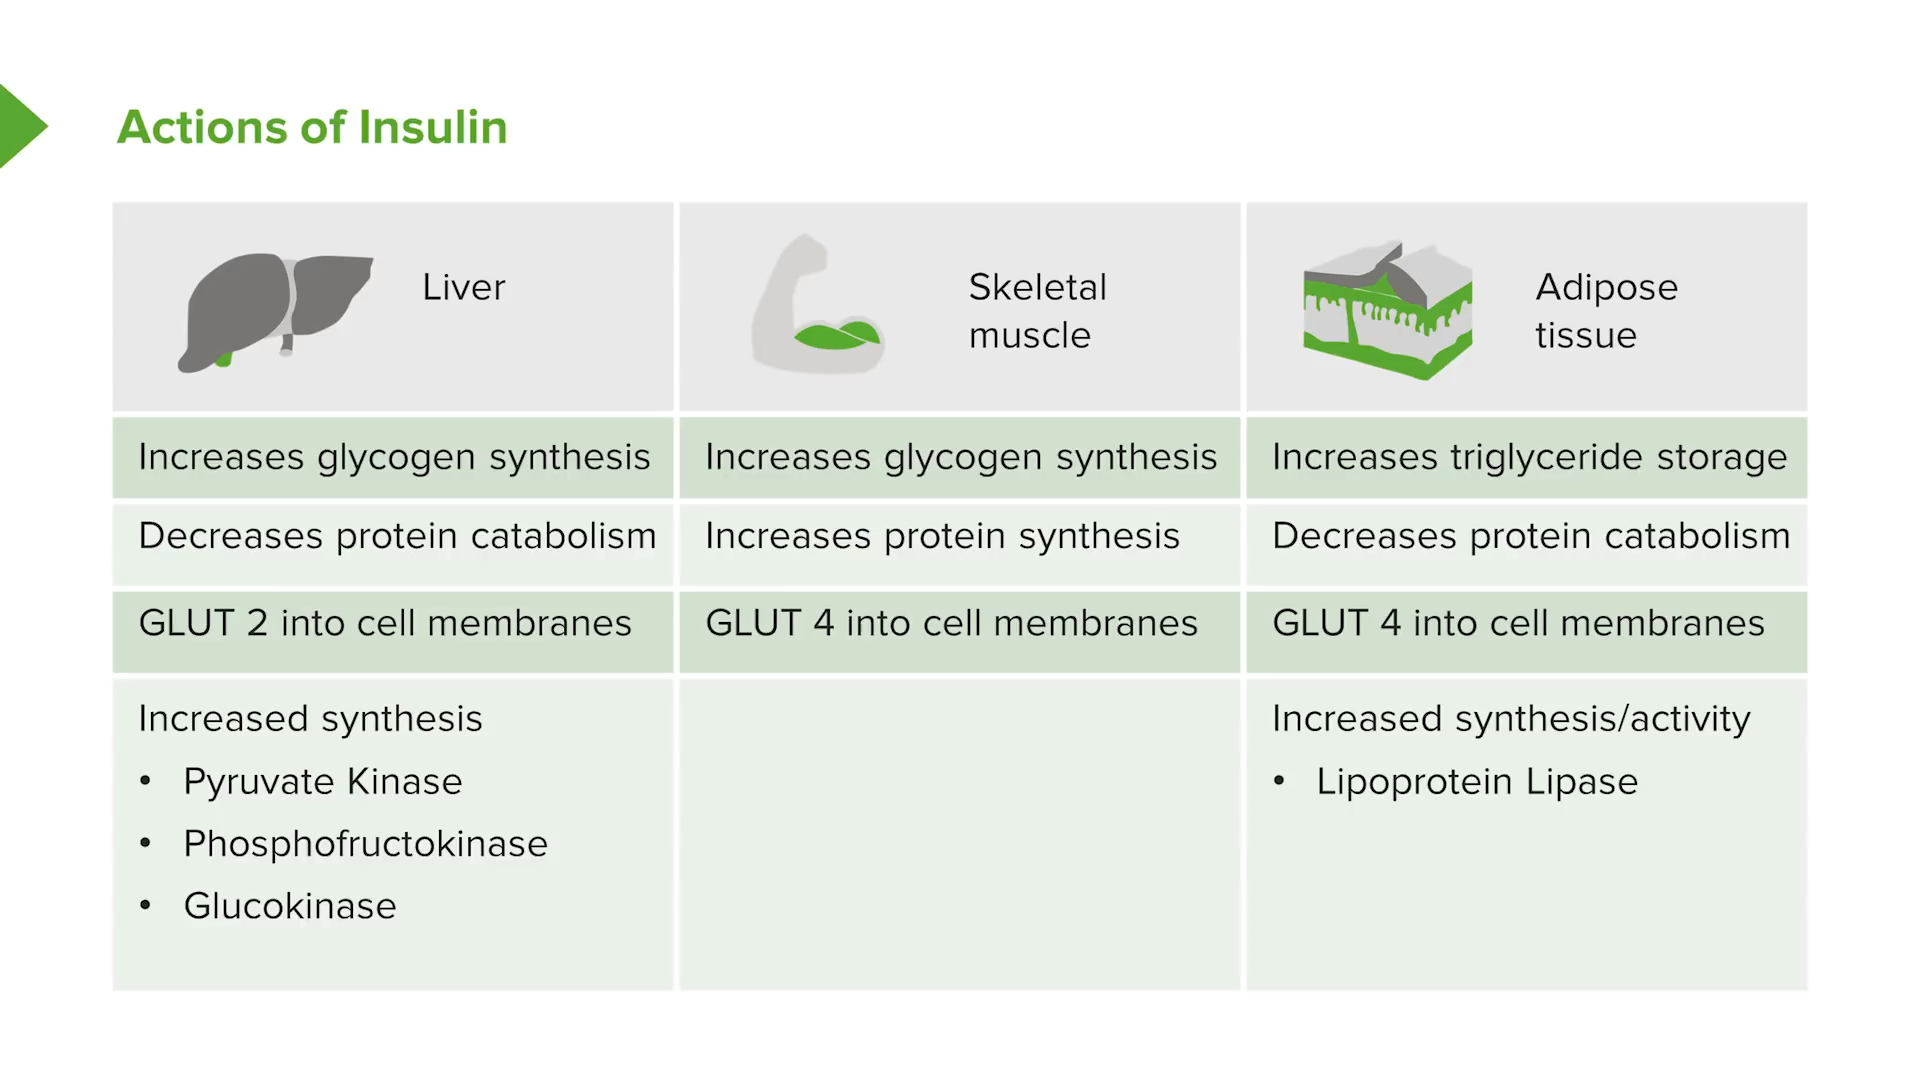 Actions of Insulin
Liver
Skeletal
muscle
Adipose
tissue
Increases glycogen synthesis
Increases glycogen synthesis
Increases triglyceride storage
Decreases protein catabolism
Increases protein synthesis
Decreases protein catabolism
GLUT 2 into cell membranes
GLUT 4 into cell membranes
GLUT 4 into cell membranes
Increased synthesis
• Pyruvate Kinase
• Phosphofructokinase
• Glucokinase
Increased synthesis/activity
• Lipoprotein Lipase